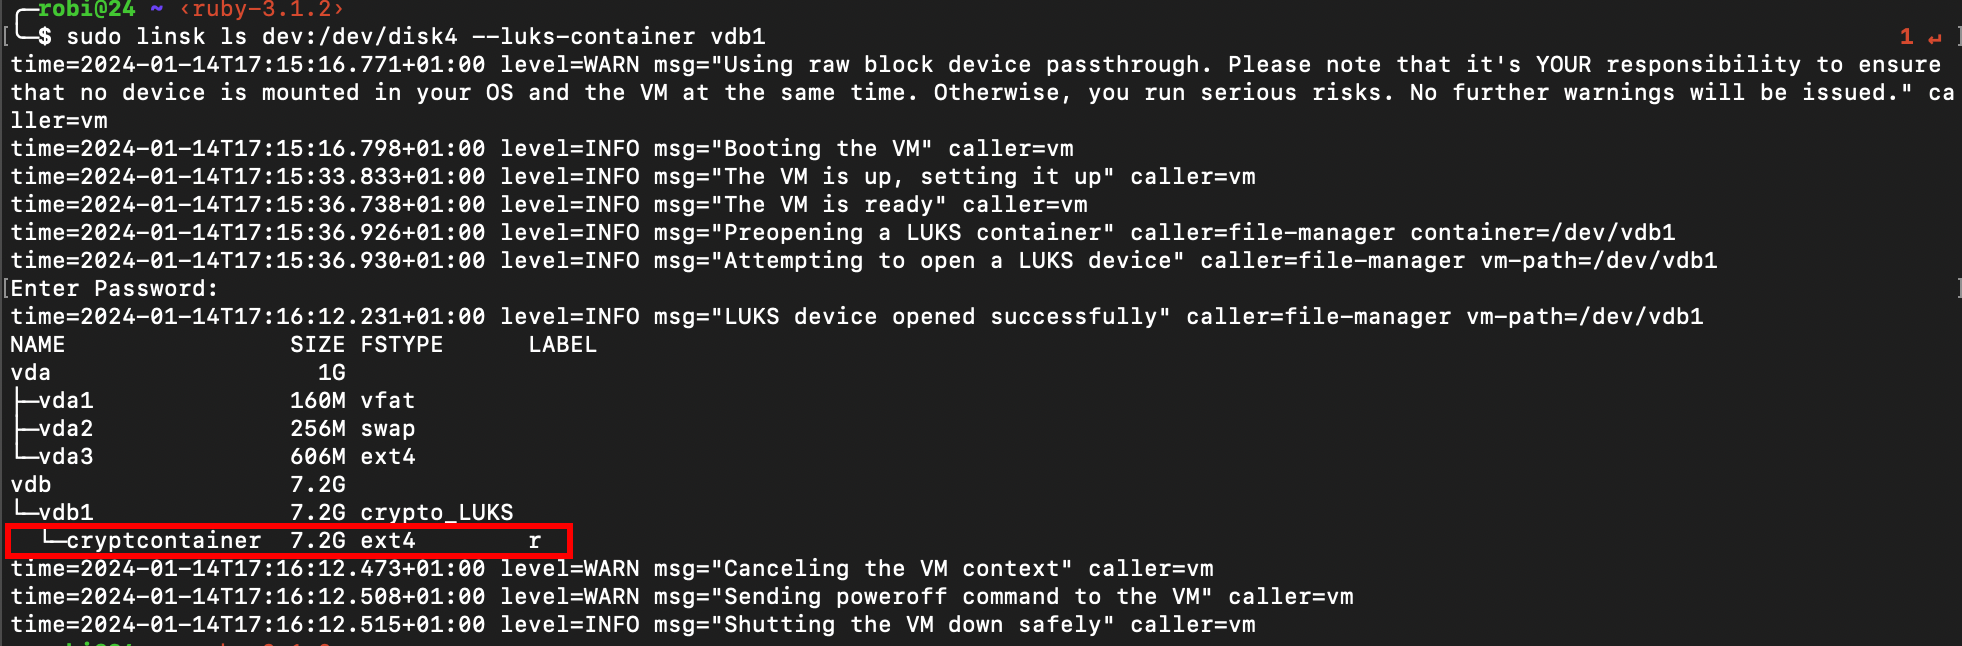 ╭─robi@24 ~ ‹ruby-3.1.2›
╰─$ sudo linsk ls dev:/dev/disk4 --luks-container vdb1 1 ↵
time=2024-01-14T17:15:16.771+01:00 level=WARN msg="Using raw block device passthrough. Please note that it's YOUR responsibility to ensure
that no device is mounted in your OS and the VM at the same time. Otherwise, you run serious risks. No further warnings will be issued." ca
ller=vm
time=2024-01-14T17:15:16.798+01:00 level=INFO msg="Booting the VM" caller=vm
time=2024-01-14T17:15:33.833+01:00 level=INFO msg="The VM is up, setting it up" caller=vm
time=2024-01-14T17:15:36.738+01:00 level=INFO msg="The VM is ready" caller=vm
time=2024-01-14T17:15:36.926+01:00 level=INFO msg="Preopening a LUKS container" caller=file-manager container=/dev/vdb1
time=2024-01-14T17:15:36.930+01:00 level=INFO msg="Attempting to open a LUKS device" caller=file-manager vm-path=/dev/vdb1
Enter Password:
time=2024-01-14T17:16:12.231+01:00 level=INFO msg="LUKS device opened successfully" caller=file-manager vm-path=/dev/vdb1
NAME                SIZE FSTYPE      LABEL
vda                   1G
├─vda1              160M vfat
├─vda2              256M swap
└─vda3              606M ext4
vdb                 7.2G
└─vdb1              7.2G crypto_LUKS
  └─cryptcontainer  7.2G ext4        r
time=2024-01-14T17:16:12.473+01:00 level=WARN msg="Canceling the VM context" caller=vm
time=2024-01-14T17:16:12.508+01:00 level=WARN msg="Sending poweroff command to the VM" caller=vm
time=2024-01-14T17:16:12.515+01:00 level=INFO msg="Shutting the VM down safely" caller=vm